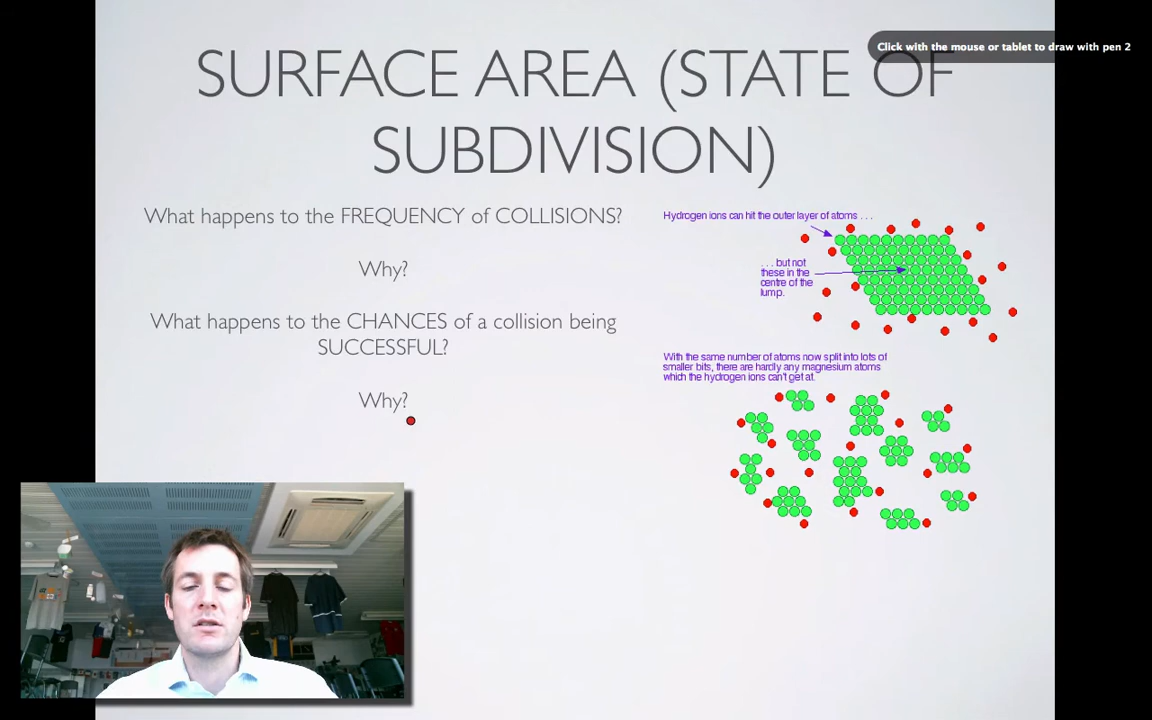 Click with the mouse or tablet to draw with pen 2
SURFACE AREA (STATE OF
SUBDIVISION)
What happens to the FREQUENCY of COLLISIONS?
Why?
What happens to the CHANCES of a collision being
SUCCESSFUL?
Why?
Hydrogen ions can hit the outer layer of atoms . . .
. . . but not
these in the
centre of the
lump.
With the same number of atoms now split into lots of
smaller bits, there are hardly any magnesium atoms
which the hydrogen ions can't get at.